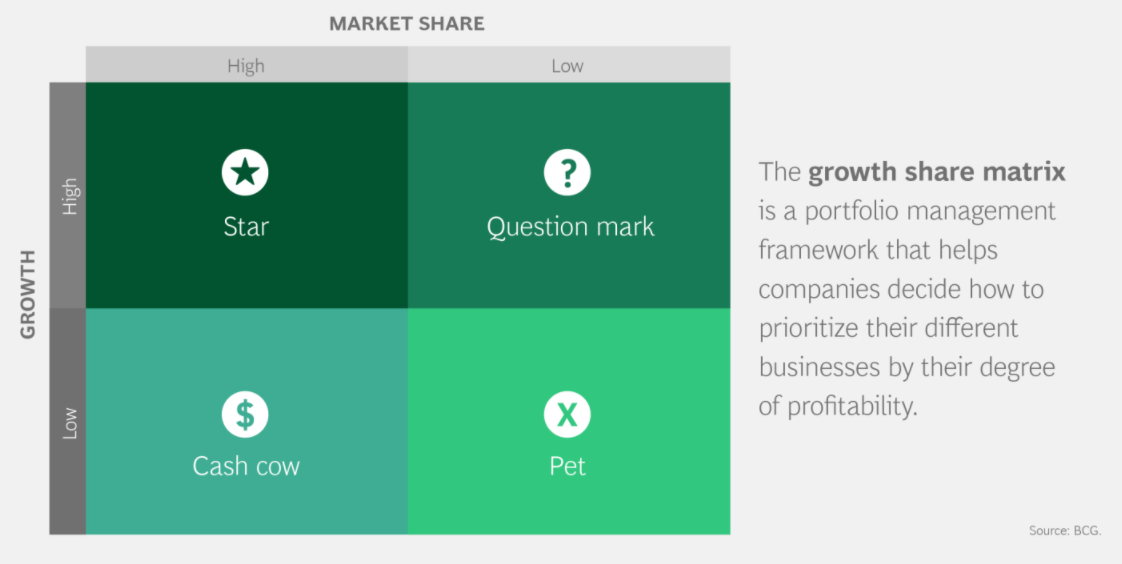 MARKET SHARE
High
Low
GROWTH
High
Star
?
Question mark
Low
$
Cash cow
X
Pet
The growth share matrix
is a portfolio management
framework that helps
companies decide how to
prioritize their different
businesses by their degree
of profitability.
Source: BCG.